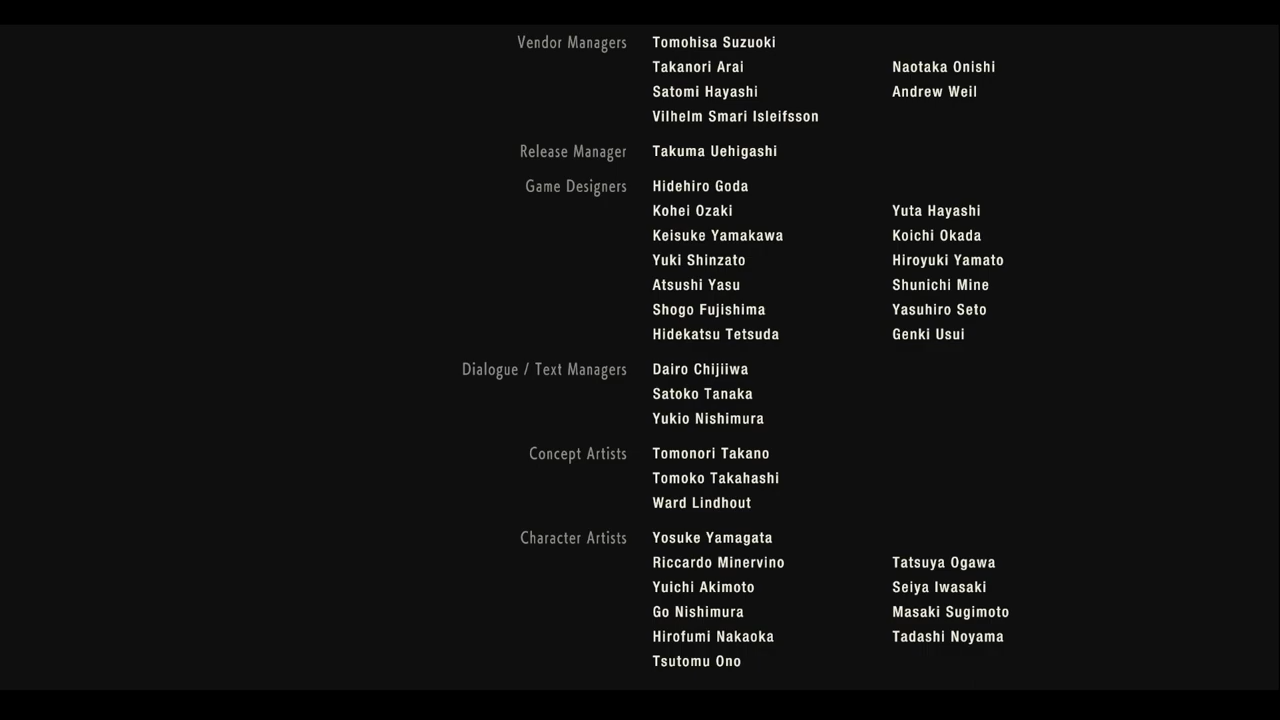 Vendor Managers Tomohisa Suzuoki
Takanori Arai Naotaka Onishi
Satomi Hayashi Andrew Weil
Vilhelm Smari Isleifsson
Release Manager Takuma Uehigashi
Game Designers Hidehiro Goda
Kohei Ozaki Yuta Hayashi
Keisuke Yamakawa Koichi Okada
Yuki Shinzato Hiroyuki Yamato
Atsushi Yasu Shunichi Mine
Shogo Fujishima Yasuhiro Seto
Hidekatsu Tetsuda Genki Usui
Dialogue / Text Managers Dairo Chijiiwa
Satoko Tanaka
Yukio Nishimura
Concept Artists Tomonori Takano
Tomoko Takahashi
Ward Lindhout
Character Artists Yosuke Yamagata
Riccardo Minervino Tatsuya Ogawa
Yuichi Akimoto Seiya Iwasaki
Go Nishimura Masaki Sugimoto
Hirofumi Nakaoka Tadashi Noyama
Tsutomu Ono